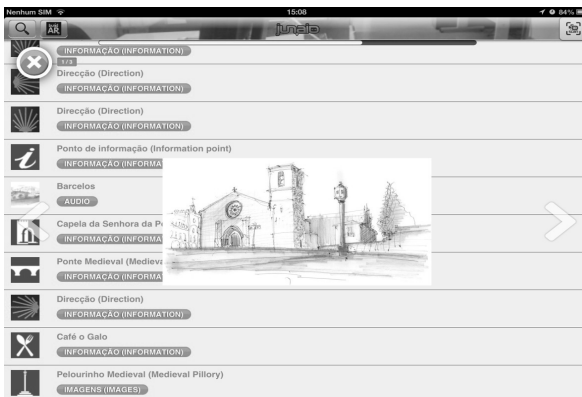 Nenhum SIM 15:08 84%
AR
junaio
INFORMAÇÃO (INFORMATION)
1/3
Direcção (Direction)
INFORMAÇÃO (INFORMATION)
Direcção (Direction)
INFORMAÇÃO (INFORMATION)
Ponto de informação (Information point)
INFORMAÇÃO (INFORMA
Barcelos
AUDIO
Capela da Senhora da P
INFORMAÇÃO (INFORMA
Ponte Medieval (Medieva
INFORMAÇÃO (INFORMA
Direcção (Direction)
INFORMAÇÃO (INFORMATION)
Café o Galo
INFORMAÇÃO (INFORMATION)
Pelourinho Medieval (Medieval Pillory)
IMAGENS (IMAGES)